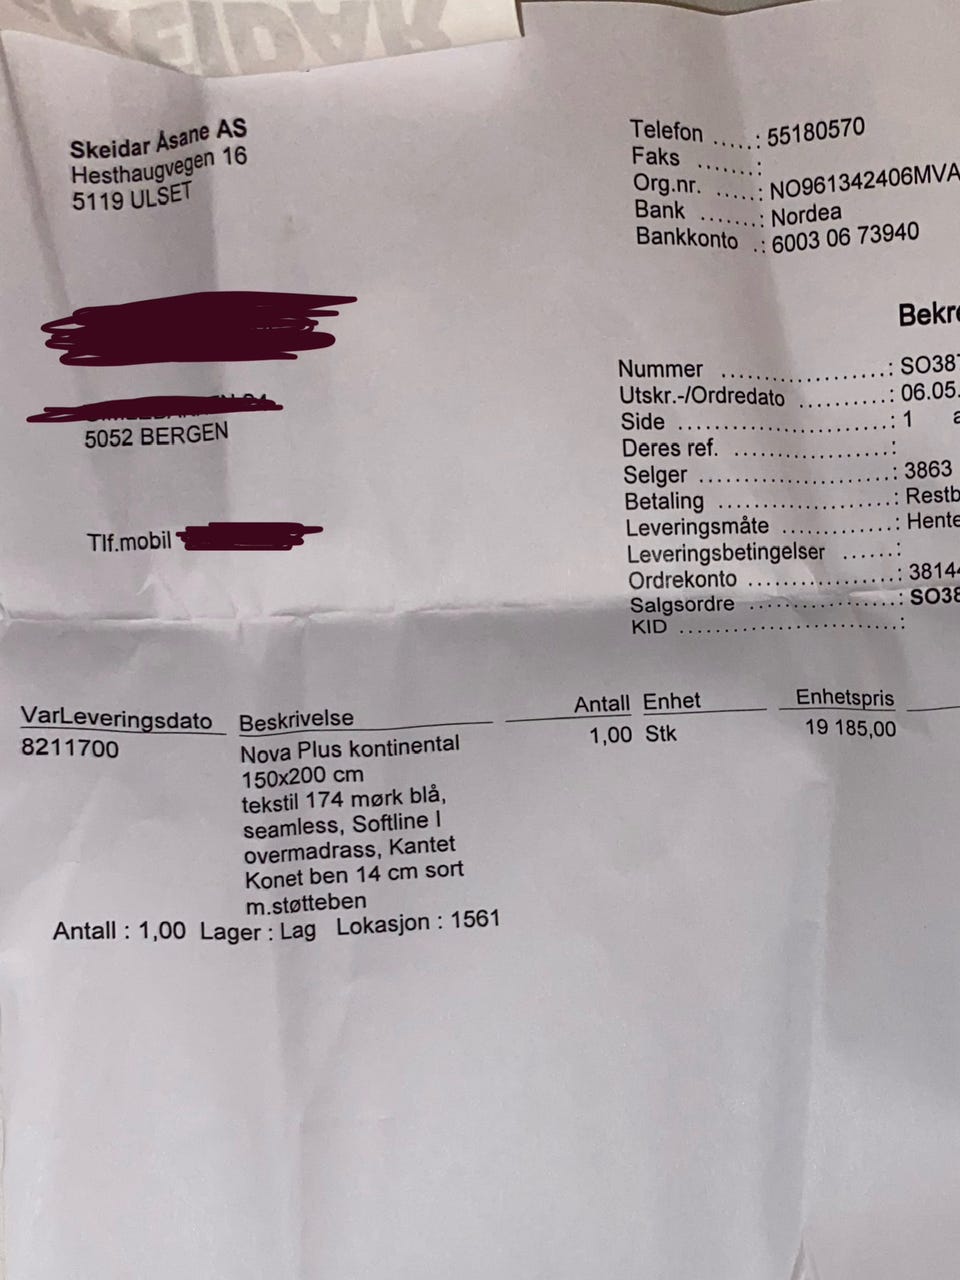 Skeidar Åsane AS
Hesthaugvegen 16
5119 ULSET
Telefon .....: 55180570
Faks .......:
Org.nr. ......: NO961342406MVA
Bank .......: Nordea
Bankkonto .: 6003 06 73940
5052 BERGEN
Tlf.mobil
Bekre
Nummer ....................: SO387
Utskr.-/Ordredato ..........: 06.05.
Side .........................: 1 a
Deres ref. ..................:
Selger .......................: 3863
Betaling .....................: Restb
Leveringsmåte .............: Hente
Leveringsbetingelser ......:
Ordrekonto ..................: 38144
Salgsordre ..................: SO38
KID ..........................:
VarLeveringsdato Beskrivelse Antall Enhet Enhetspris
8211700 Nova Plus kontinental 1,00 Stk 19 185,00
150x200 cm
tekstil 174 mørk blå,
seamless, Softline I
overmadrass, Kantet
Konet ben 14 cm sort
m.støtteben
Antall : 1,00 Lager : Lag Lokasjon : 1561